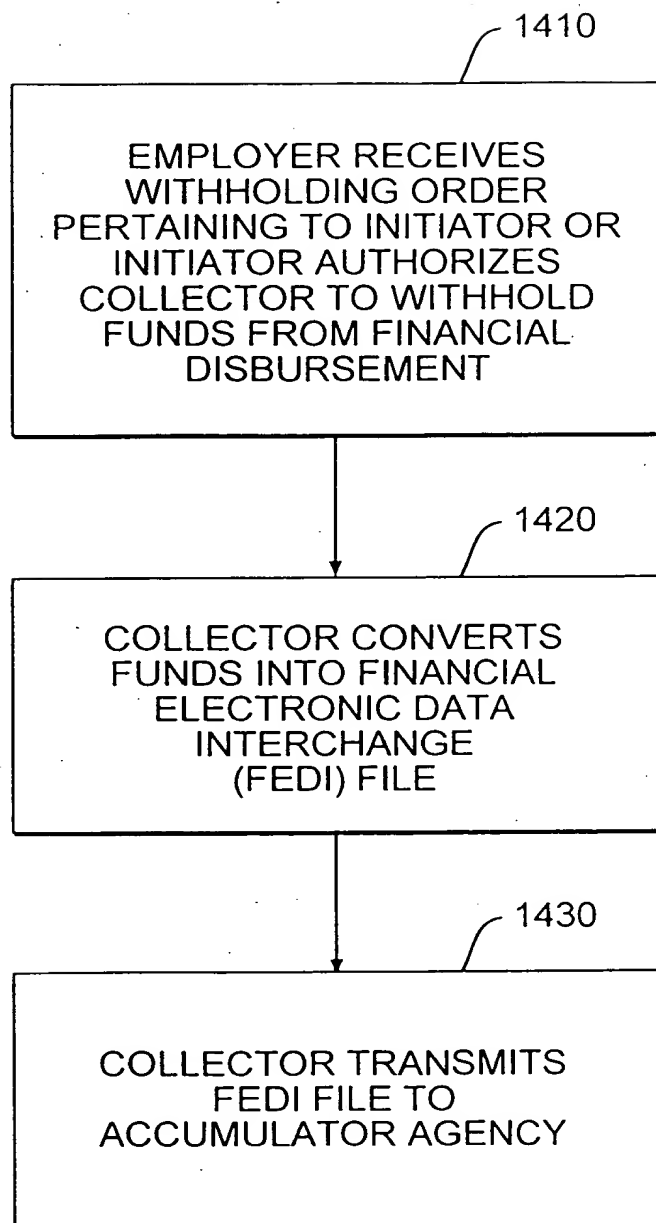 1410
EMPLOYER RECEIVES
WITHHOLDING ORDER
PERTAINING TO INITIATOR OR
INITIATOR AUTHORIZES
COLLECTOR TO WITHHOLD
FUNDS FROM FINANCIAL
DISBURSEMENT
1420
COLLECTOR CONVERTS
FUNDS INTO FINANCIAL
ELECTRONIC DATA
INTERCHANGE
(FEDI) FILE
1430
COLLECTOR TRANSMITS
FEDI FILE TO
ACCUMULATOR AGENCY